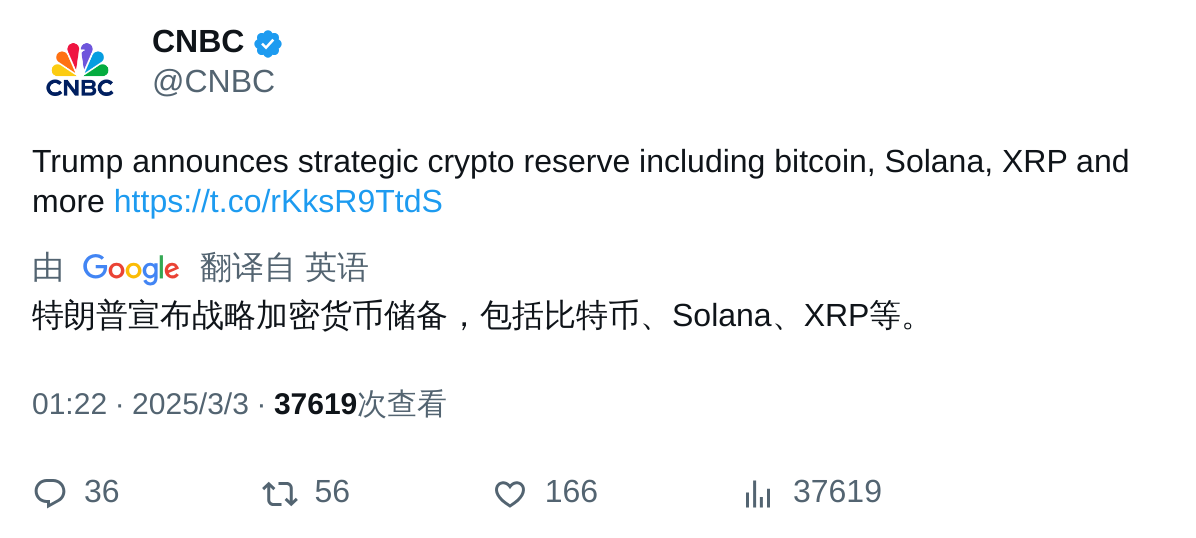 CNBC
CNBC
@CNBC
Trump announces strategic crypto reserve including bitcoin, Solana, XRP and
more https://t.co/rKksR9TtdS
由 Google 翻译自 英语
特朗普宣布战略加密货币储备，包括比特币、Solana、XRP等。
01:22 · 2025/3/3 · 37619次查看
36 56 166 37619